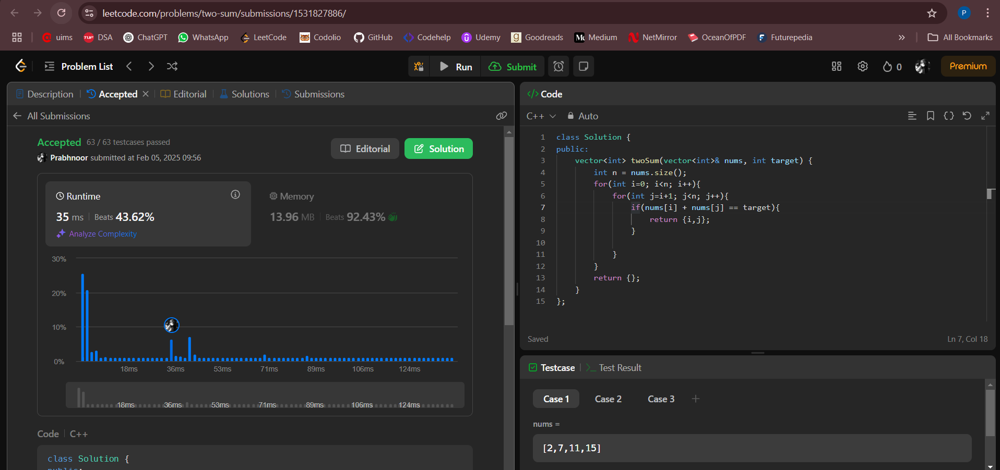 leetcode.com/problems/two-sum/submissions/1531827886/
P
uims TUF DSA ChatGPT WhatsApp LeetCode Codolio GitHub Codehelp Udemy Goodreads Medium NetMirror OceanOfPDF Futurepedia » All Bookmarks
Problem List Run Submit 0 Premium
Description Accepted Editorial Solutions Submissions
All Submissions
Accepted 63 / 63 testcases passed
Prabhnoor submitted at Feb 05, 2025 09:56
Editorial Solution
Runtime
35 ms Beats 43.62%
Analyze Complexity
Memory
13.96 MB Beats 92.43%
30%
20%
10%
0%
18ms 36ms 53ms 71ms 89ms 106ms 124ms
18ms 36ms 53ms 71ms 89ms 106ms 124ms
Code C++
class Solution {
public:
</> Code
C++ Auto
1 class Solution {
2 public:
3 vector<int> twoSum(vector<int>& nums, int target) {
4 int n = nums.size();
5 for(int i=0; i<n; i++){
6 for(int j=i+1; j<n; j++){
7 if(nums[i] + nums[j] == target){
8 return {i,j};
9 }
10
11 }
12 }
13 return {};
14 }
15 };
Saved Ln 7, Col 18
Testcase >_ Test Result
Case 1 Case 2 Case 3 +
nums =
[2,7,11,15]